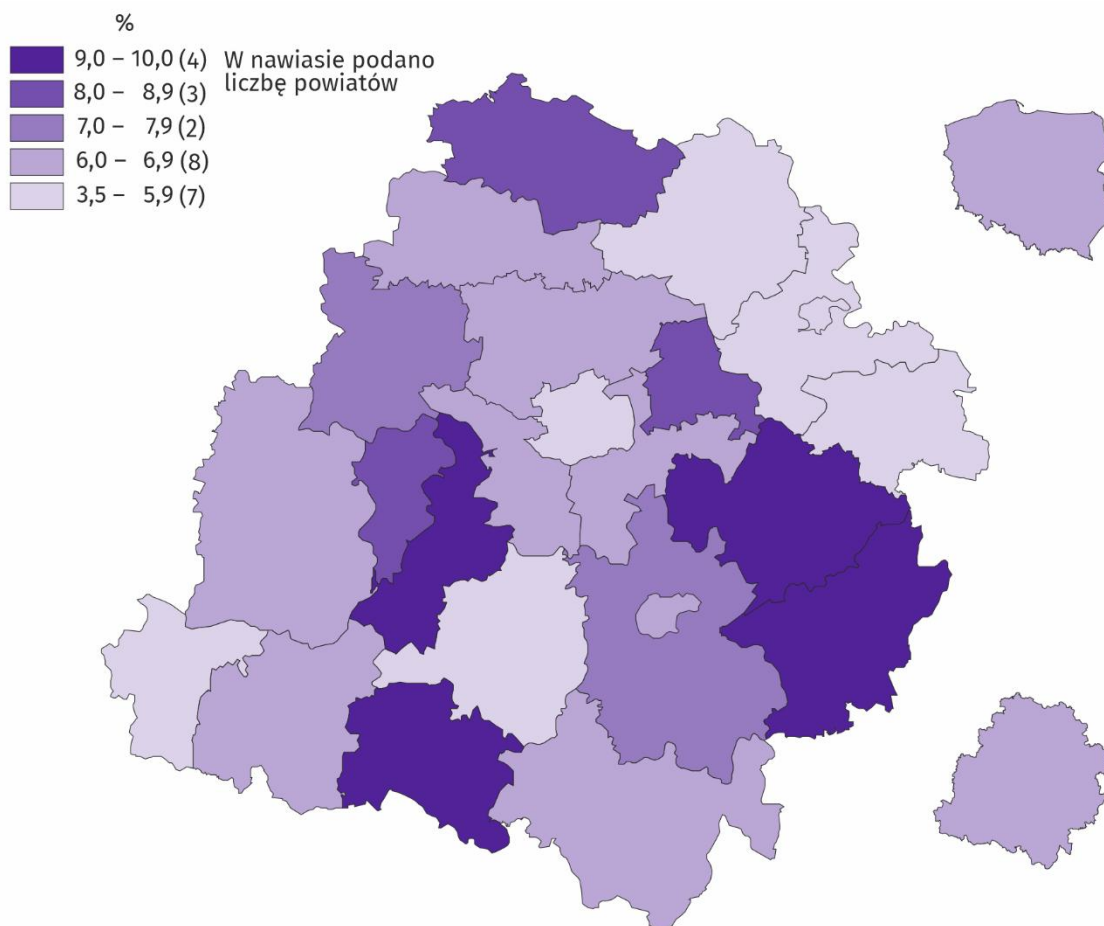 %
9,0 – 10,0 (4)
8,0 – 8,9 (3)
7,0 – 7,9 (2)
6,0 – 6,9 (8)
3,5 – 5,9 (7)
W nawiasie podano
liczbę powiatów